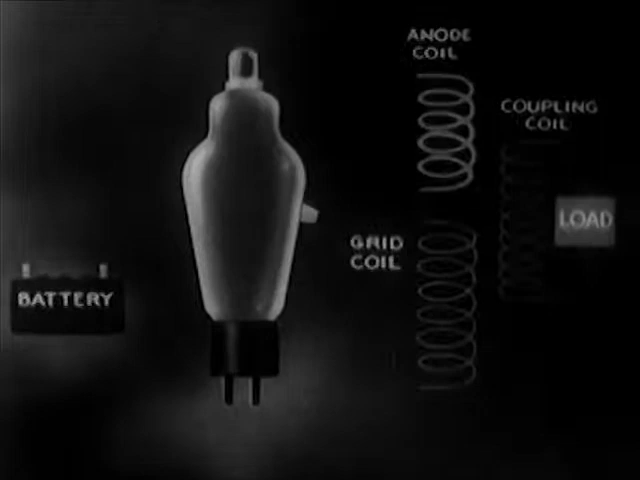 ANODE
COIL
COUPLING
COIL
LOAD
GRID
COIL
BATTERY